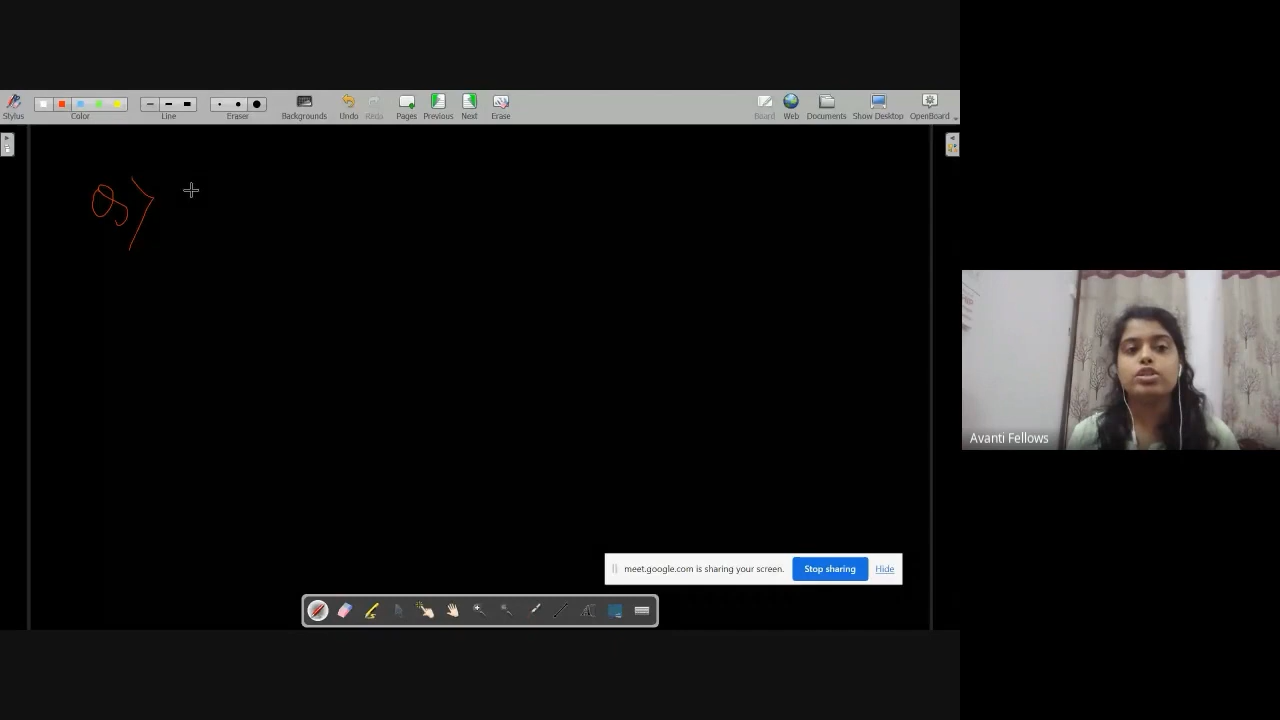 Stylus
Color
Line
Eraser
Backgrounds
Undo
Redo
Pages
Previous
Next
Erase
Board
Web
Documents
Show Desktop
OpenBoard
Q)
Avanti Fellows
meet.google.com is sharing your screen.
Stop sharing
Hide